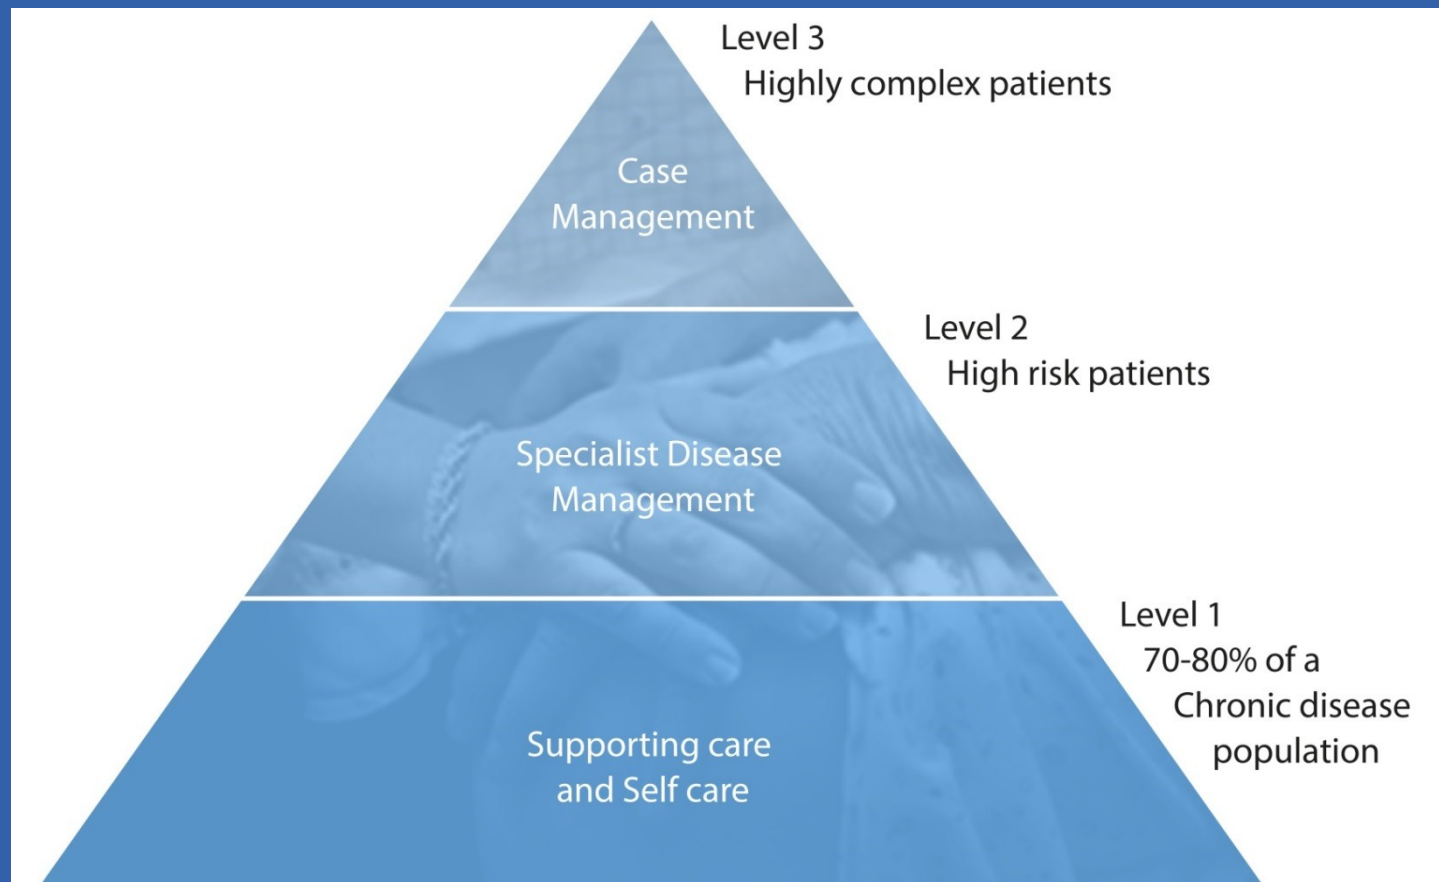 Level 3
Highly complex patients
Case
Management
Level 2
High risk patients
Specialist Disease
Management
Level 1
70-80% of a
Chronic disease
population
Supporting care
and Self care